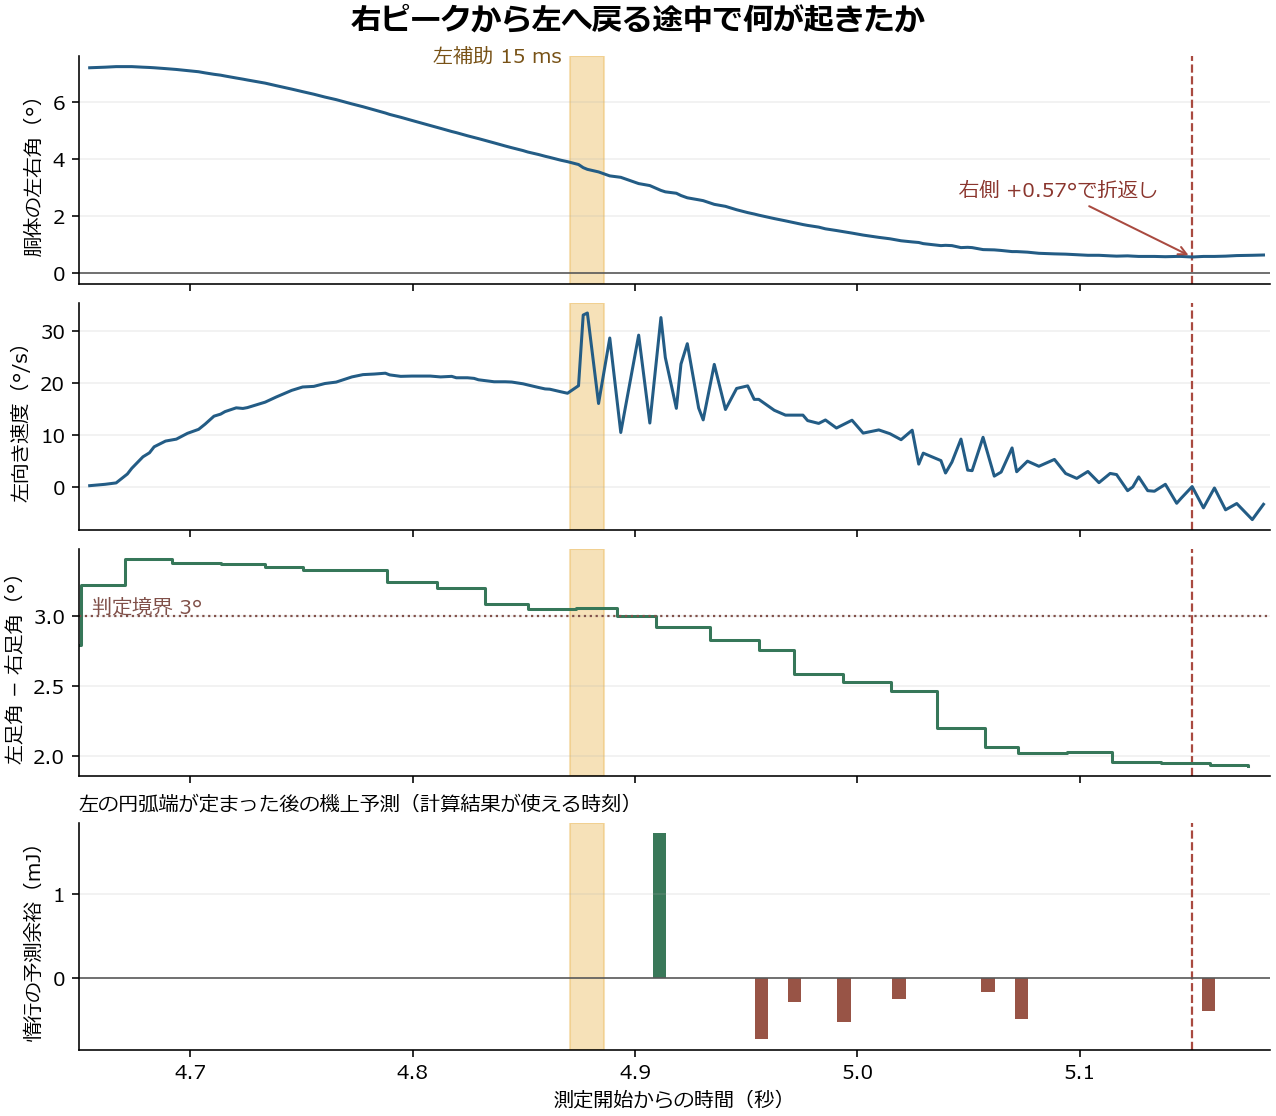 右ピークから左へ戻る途中で何が起きたか
左補助 15 ms
胴体の左右角（°）
6
4
2
0
右側 +0.57°で折返し
左向き速度（°/s）
30
20
10
0
左足角 − 右足角（°）
3.0
2.5
2.0
判定境界 3°
左の円弧端が定まった後の機上予測（計算結果が使える時刻）
惰行の予測余裕（mJ）
1
0
4.7
4.8
4.9
5.0
5.1
測定開始からの時間（秒）